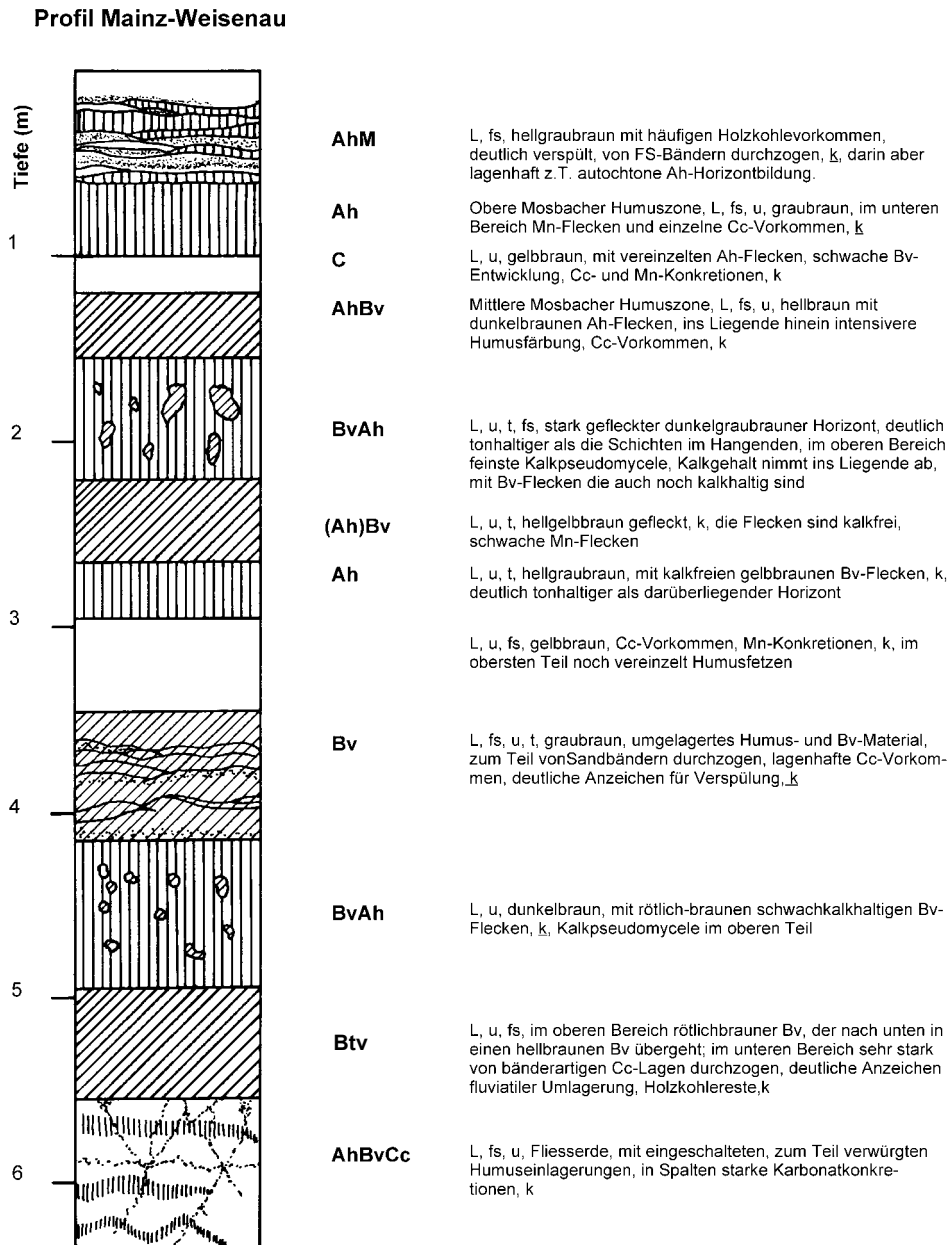 Profil Mainz-Weisenau
Tiefe (m)
AhM
L, fs, hellgraubraun mit häufigen Holzkohlevorkommen,
deutlich verspült, von FS-Bändern durchzogen, k, darin aber
lagenhaft z.T. autochtone Ah-Horizontbildung.
Ah
Obere Mosbacher Humuszone, L, fs, u, graubraun, im unteren
Bereich Mn-Flecken und einzelne Cc-Vorkommen, k
1
C
L, u, gelbbraun, mit vereinzelten Ah-Flecken, schwache Bv-
Entwicklung, Cc- und Mn-Konkretionen, k
AhBv
Mittlere Mosbacher Humuszone, L, fs, u, hellbraun mit
dunkelbraunen Ah-Flecken, ins Liegende hinein intensivere
Humusfärbung, Cc-Vorkommen, k
2
BvAh
L, u, t, fs, stark gefleckter dunkelgraubrauner Horizont, deutlich
tonhaltiger als die Schichten im Hangenden, im oberen Bereich
feinste Kalkpseudomycele, Kalkgehalt nimmt ins Liegende ab,
mit Bv-Flecken die auch noch kalkhaltig sind
(Ah)Bv
L, u, t, hellgelbbraun gefleckt, k, die Flecken sind kalkfrei,
schwache Mn-Flecken
Ah
L, u, t, hellgraubraun, mit kalkfreien gelbbraunen Bv-Flecken, k,
deutlich tonhaltiger als darüberliegender Horizont
3
L, u, fs, gelbbraun, Cc-Vorkommen, Mn-Konkretionen, k, im
obersten Teil noch vereinzelt Humusfetzen
Bv
L, fs, u, t, graubraun, umgelagertes Humus- und Bv-Material,
zum Teil vonSandbändern durchzogen, lagenhafte Cc-Vorkom-
men, deutliche Anzeichen für Verspülung, k
4
BvAh
L, u, dunkelbraun, mit rötlich-braunen schwachkalkhaltigen Bv-
Flecken, k, Kalkpseudomycele im oberen Teil
5
Btv
L, u, fs, im oberen Bereich rötlichbrauner Bv, der nach unten in
einen hellbraunen Bv übergeht; im unteren Bereich sehr stark
von bänderartigen Cc-Lagen durchzogen, deutliche Anzeichen
fluviatiler Umlagerung, Holzkohlereste,k
6
AhBvCc
L, fs, u, Fliesserde, mit eingeschalteten, zum Teil verwürgten
Humuseinlagerungen, in Spalten starke Karbonatkonkre-
tionen, k